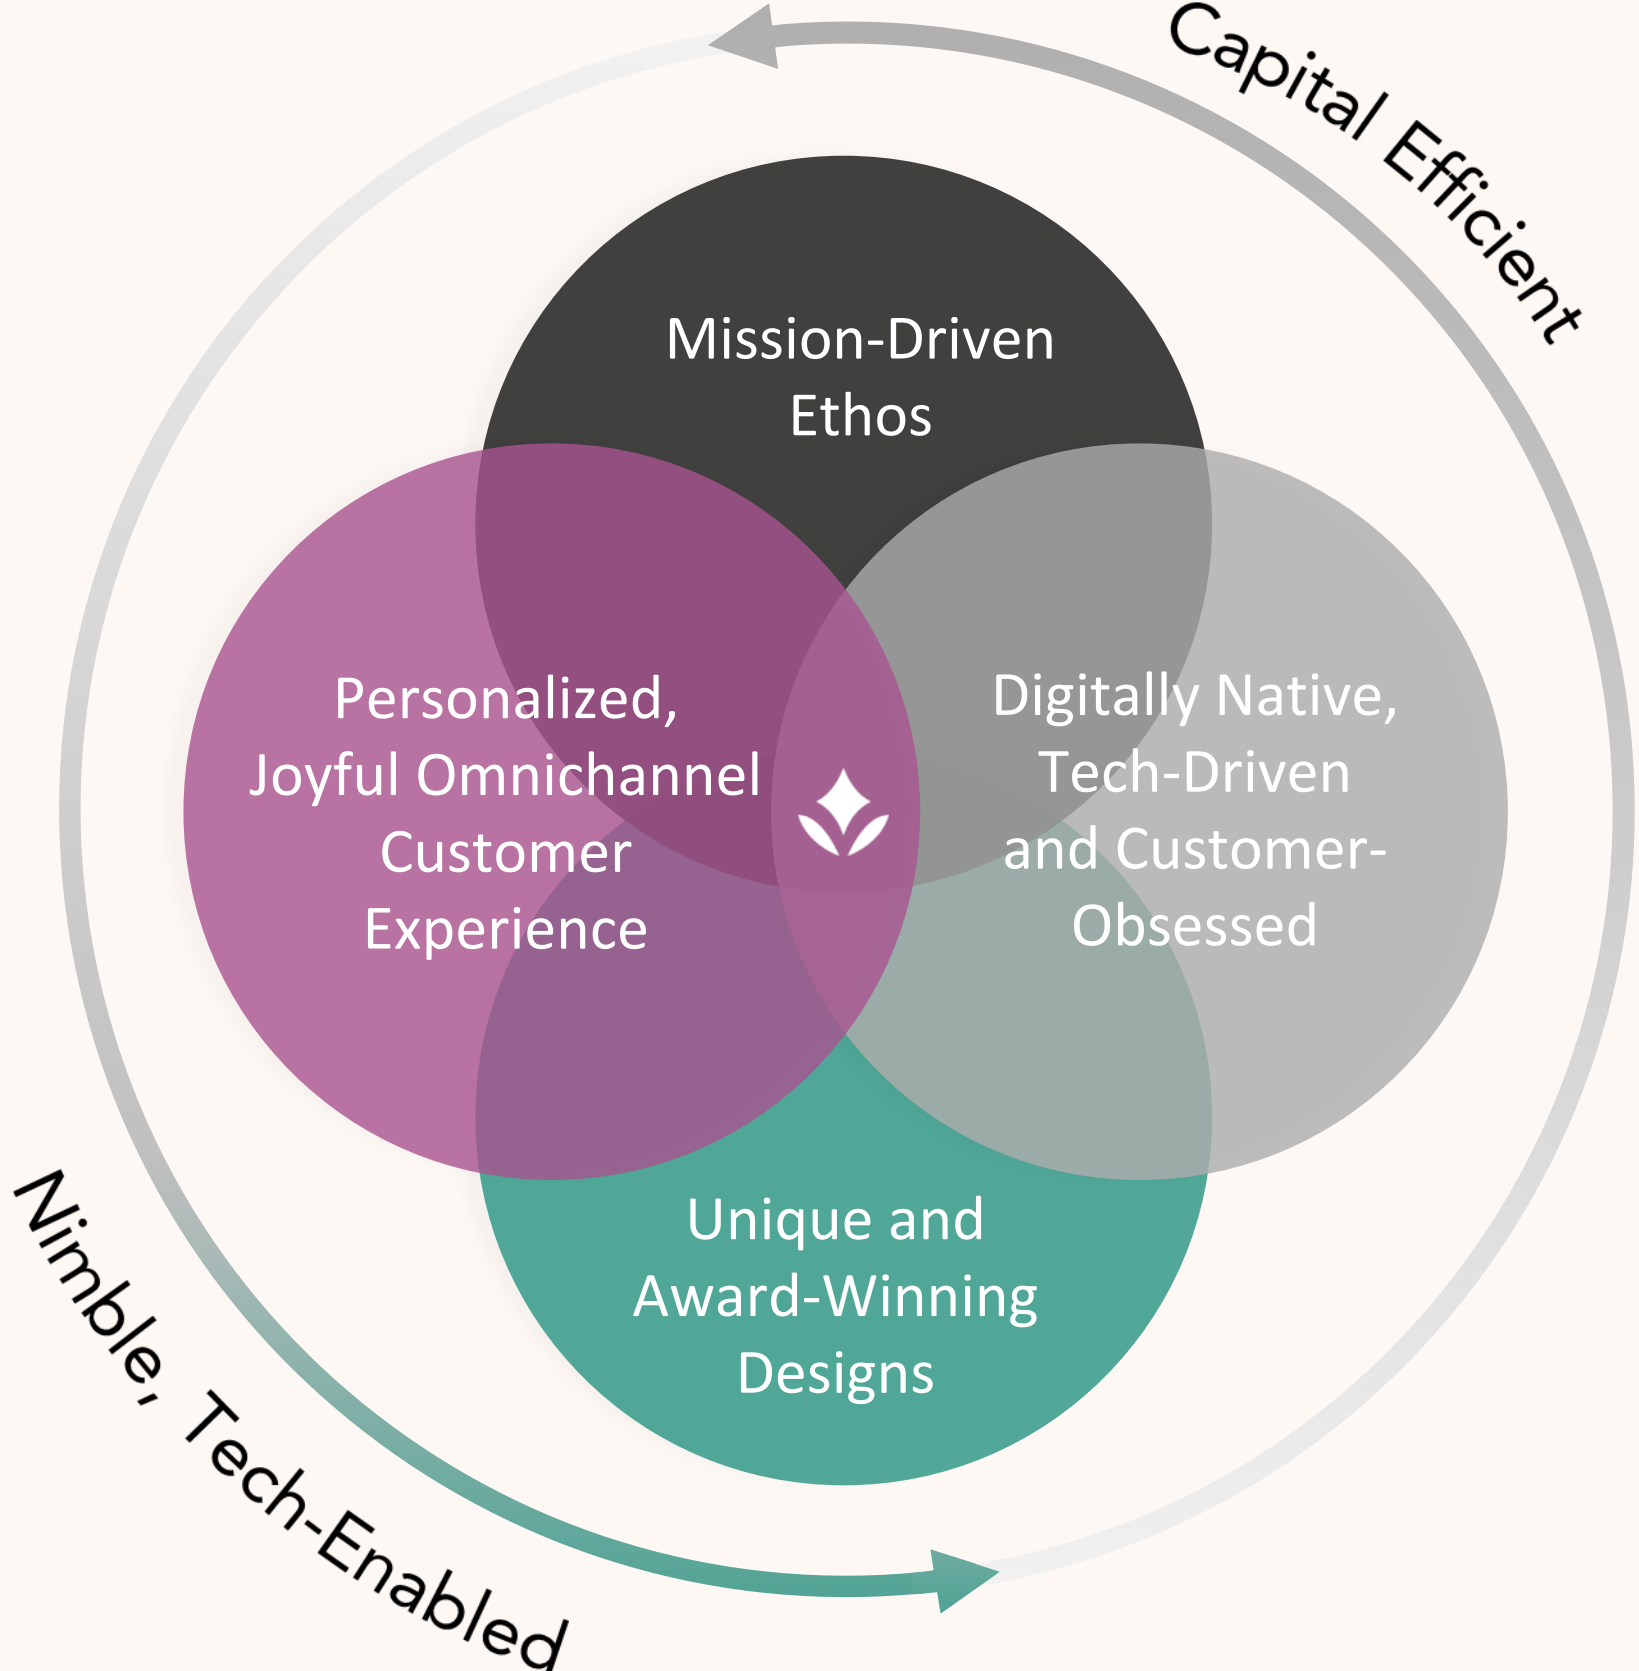 Capital Efficient
Mission-Driven
Ethos
Personalized,
Joyful Omnichannel
Customer
Experience
Digitally Native,
Tech-Driven
and Customer-
Obsessed
Unique and
Award-Winning
Designs
Nimble, Tech-Enabled